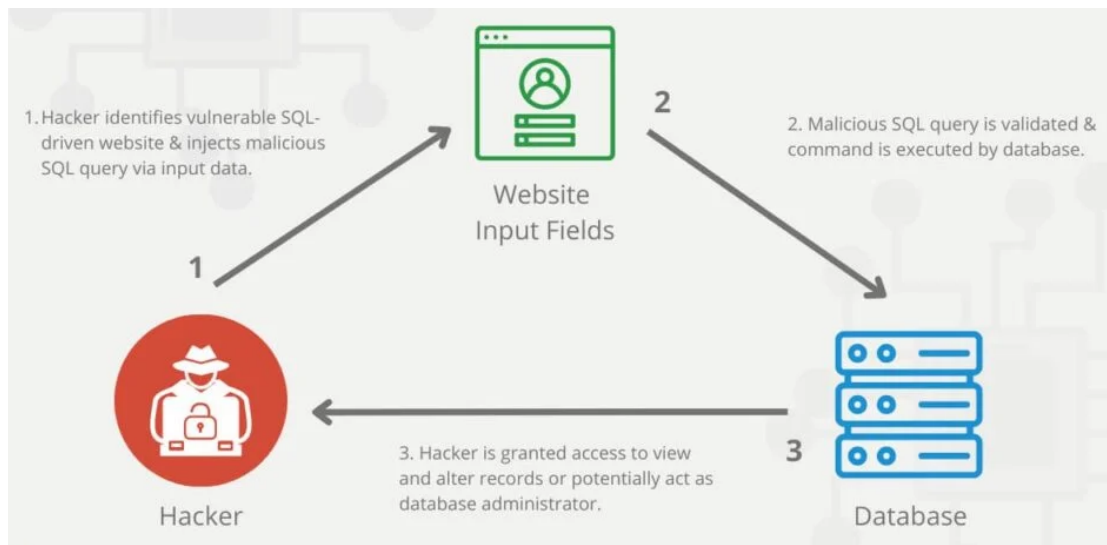 1. Hacker identifies vulnerable SQL-
driven website & injects malicious
SQL query via input data.
Website
Input Fields
2
2. Malicious SQL query is validated &
command is executed by database.
1
Hacker
3. Hacker is granted access to view
and alter records or potentially act as
database administrator.
3
Database